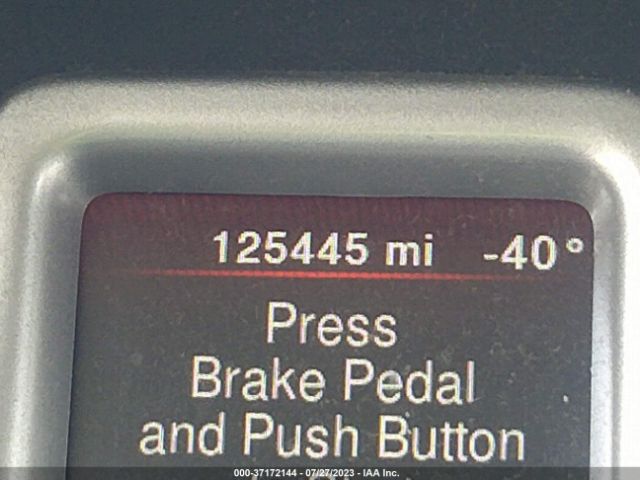 125445 mi -40°
Press
Brake Pedal
and Push Button
000-37172144 - 07/27/2023 - IAA Inc.